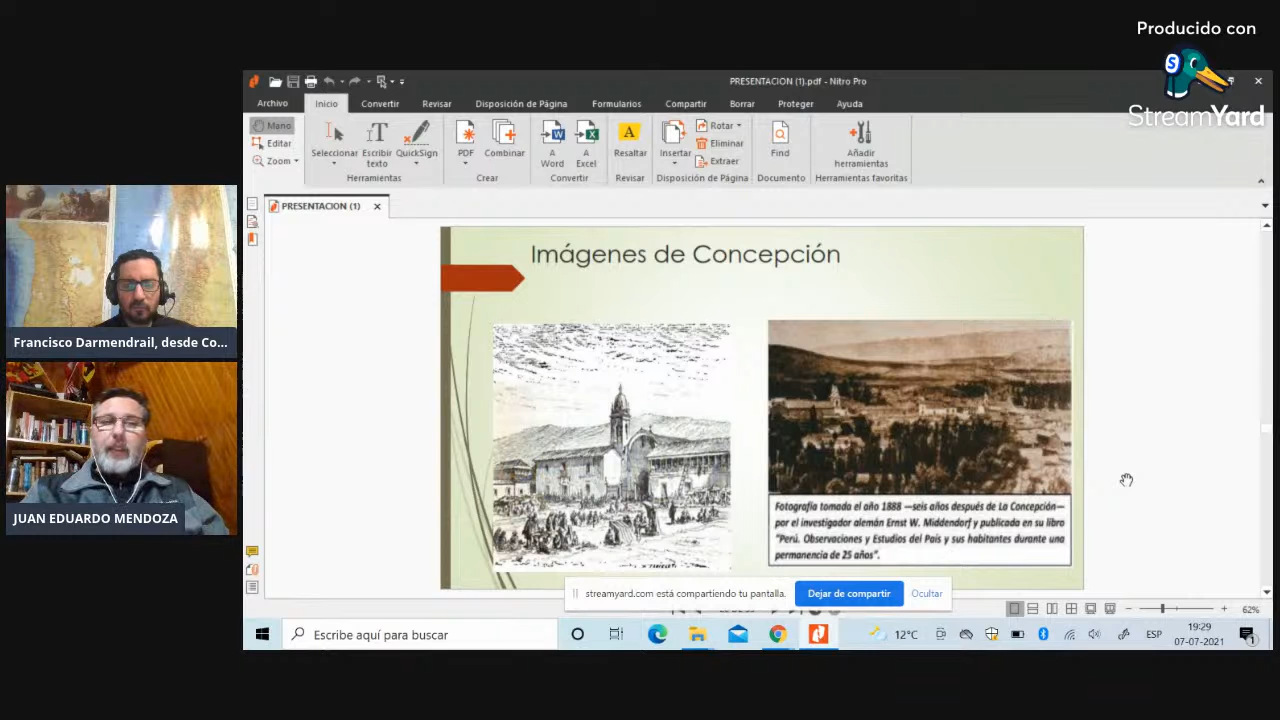 Producido con
StreamYard
PRESENTACION (1).pdf - Nitro Pro
Archivo Inicio Convertir Revisar Disposición de Página Formularios Compartir Borrar Proteger Ayuda
Mano
Editar
Zoom
Seleccionar
Escribir texto
QuickSign
Herramientas
PDF
Combinar
Crear
A Word
A Excel
Convertir
Resaltar
Revisar
Insertar
Rotar
Eliminar
Extraer
Disposición de Página
Find
Documento
Añadir herramientas
Herramientas favoritas
PRESENTACION (1)
Imágenes de Concepción
Fotografía tomada el año 1888 —seis años después de La Concepción—
por el investigador alemán Ernst W. Middendorf y publicada en su libro
"Perú. Observaciones y Estudios del País y sus habitantes durante una
permanencia de 25 años".
Francisco Darmendrail, desde Co...
JUAN EDUARDO MENDOZA
streamyard.com está compartiendo tu pantalla.
Dejar de compartir
Ocultar
62%
Escribe aquí para buscar
12°C
ESP
19:29
07-07-2021